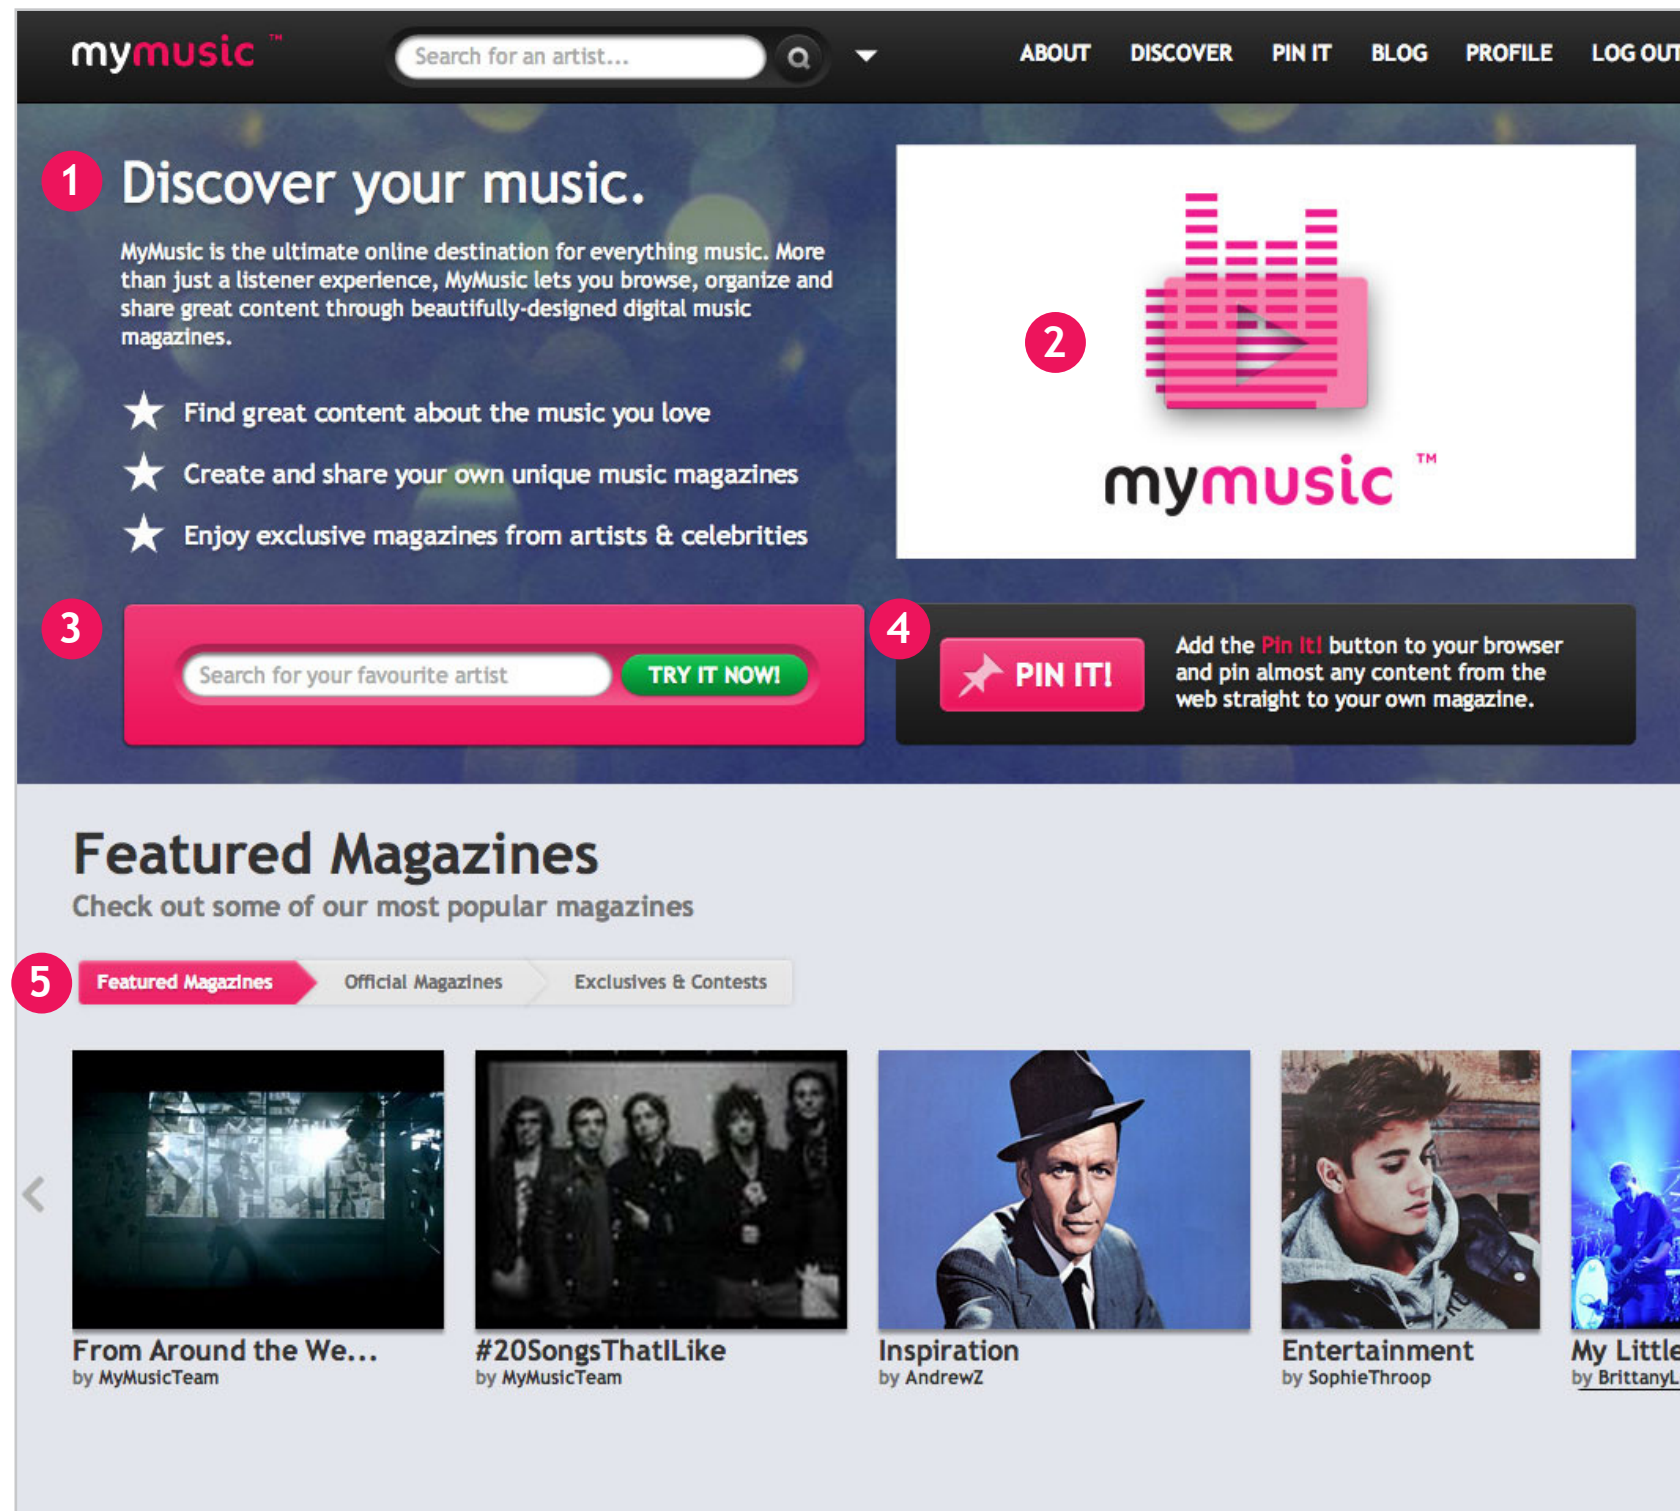 mymusic ™
Search for an artist...
ABOUT DISCOVER PIN IT BLOG PROFILE LOG OUT
1
Discover your music.
MyMusic is the ultimate online destination for everything music. More
than just a listener experience, MyMusic lets you browse, organize and
share great content through beautifully-designed digital music
magazines.
Find great content about the music you love
Create and share your own unique music magazines
Enjoy exclusive magazines from artists & celebrities
2
mymusic ™
3
Search for your favourite artist
TRY IT NOW!
4
PIN IT!
Add the Pin It! button to your browser
and pin almost any content from the
web straight to your own magazine.
Featured Magazines
Check out some of our most popular magazines
5
Featured Magazines Official Magazines Exclusives & Contests
From Around the We...
by MyMusicTeam
#20SongsThatILike
by MyMusicTeam
Inspiration
by AndrewZ
Entertainment
by SophieThroop
My Little
by BrittanyL